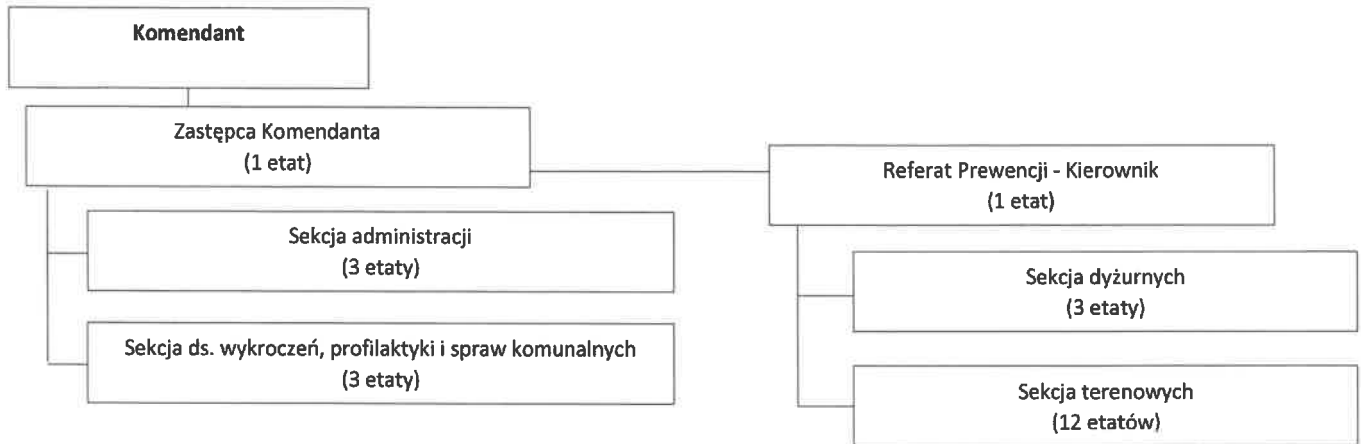 Komendant
Zastępca Komendanta
(1 etat)
Referat Prewencji - Kierownik
(1 etat)
Sekcja administracji
(3 etaty)
Sekcja dyżurnych
(3 etaty)
Sekcja ds. wykroczeń, profilaktyki i spraw komunalnych
(3 etaty)
Sekcja terenowych
(12 etatów)